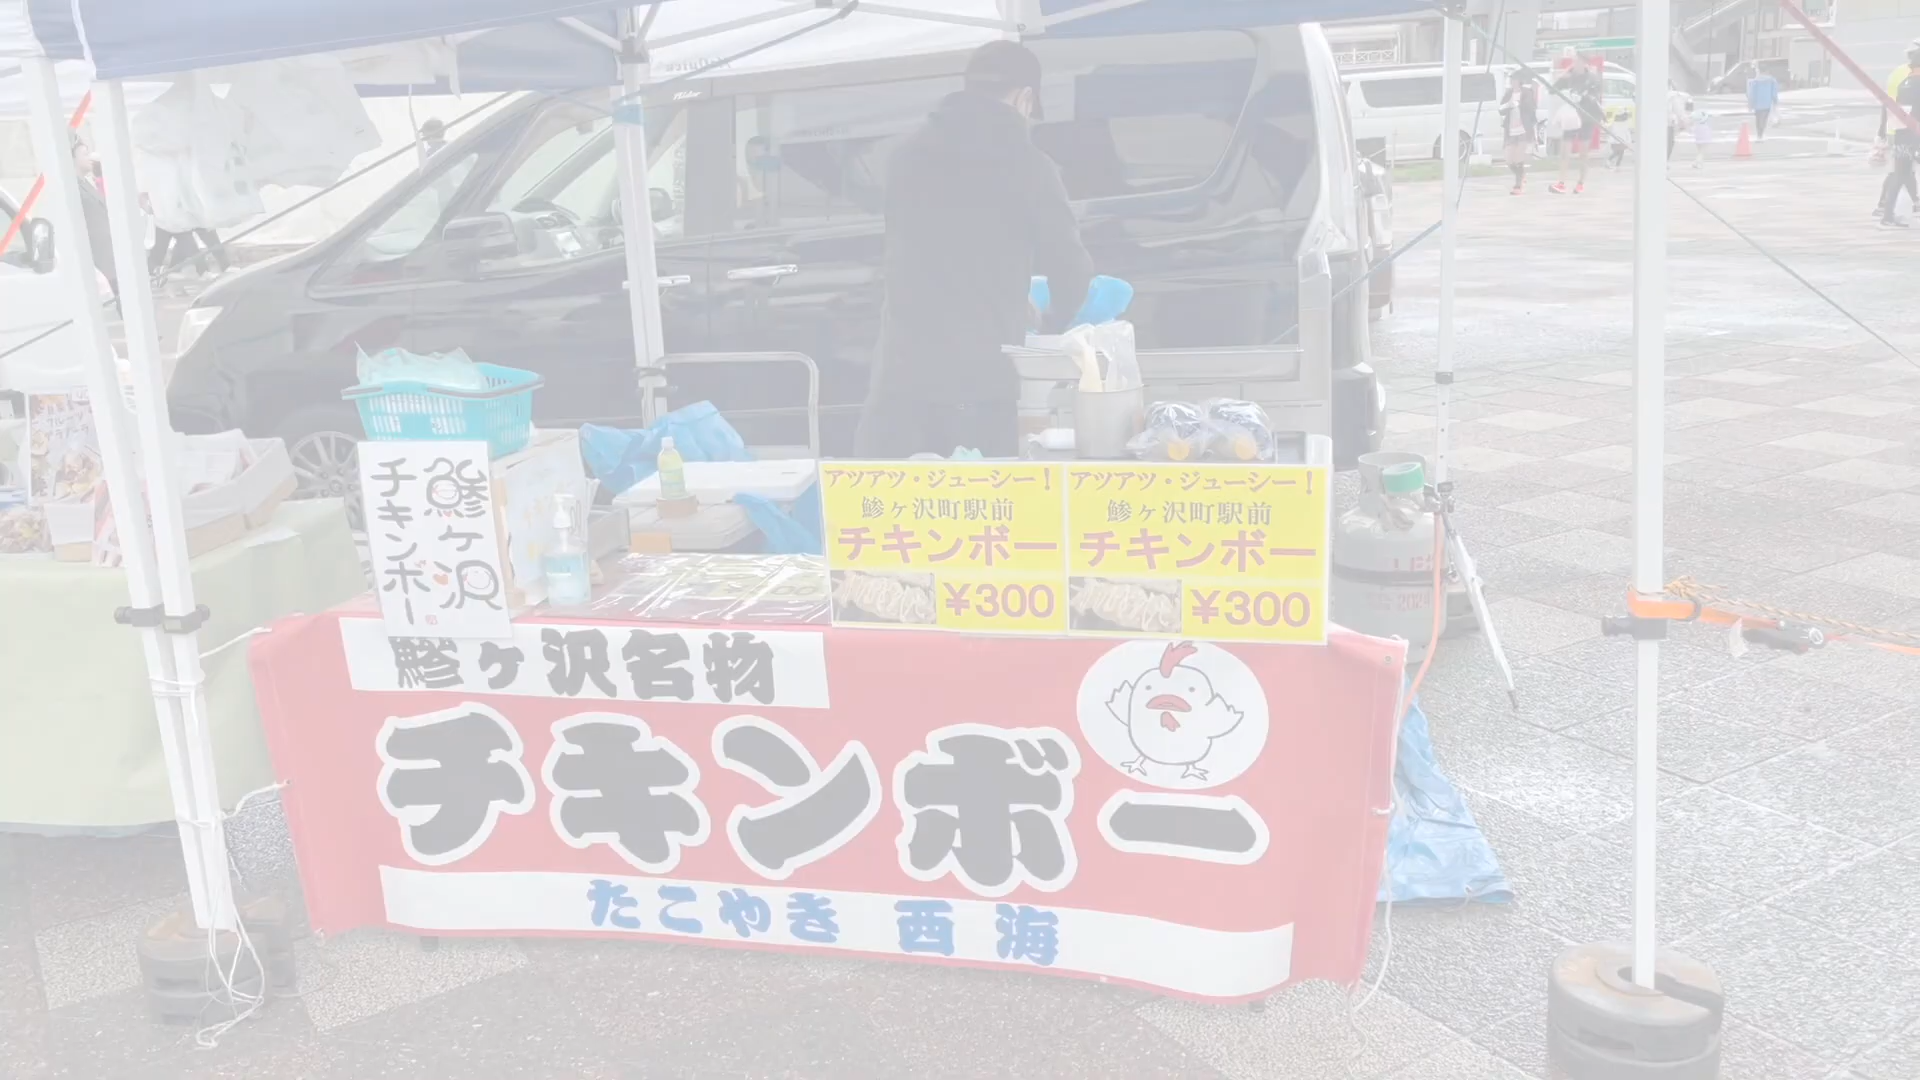 鯵ヶ沢
チキンボー
アツアツ・ジューシー!
鯵ヶ沢町駅前
チキンボー
¥300
アツアツ・ジューシー!
鯵ヶ沢町駅前
チキンボー
¥300
鰺ヶ沢名物
チキンボー
たこやき 西海